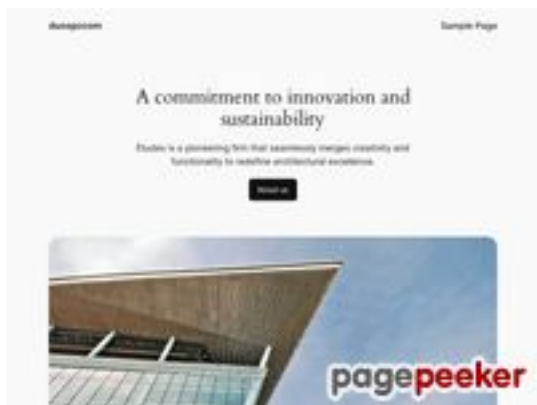 Sample Page
A commitment to innovation and
sustainability
Études is a pioneering firm that seamlessly merges creativity and
functionality to redefine architectural excellence.
About us
pagepeeker